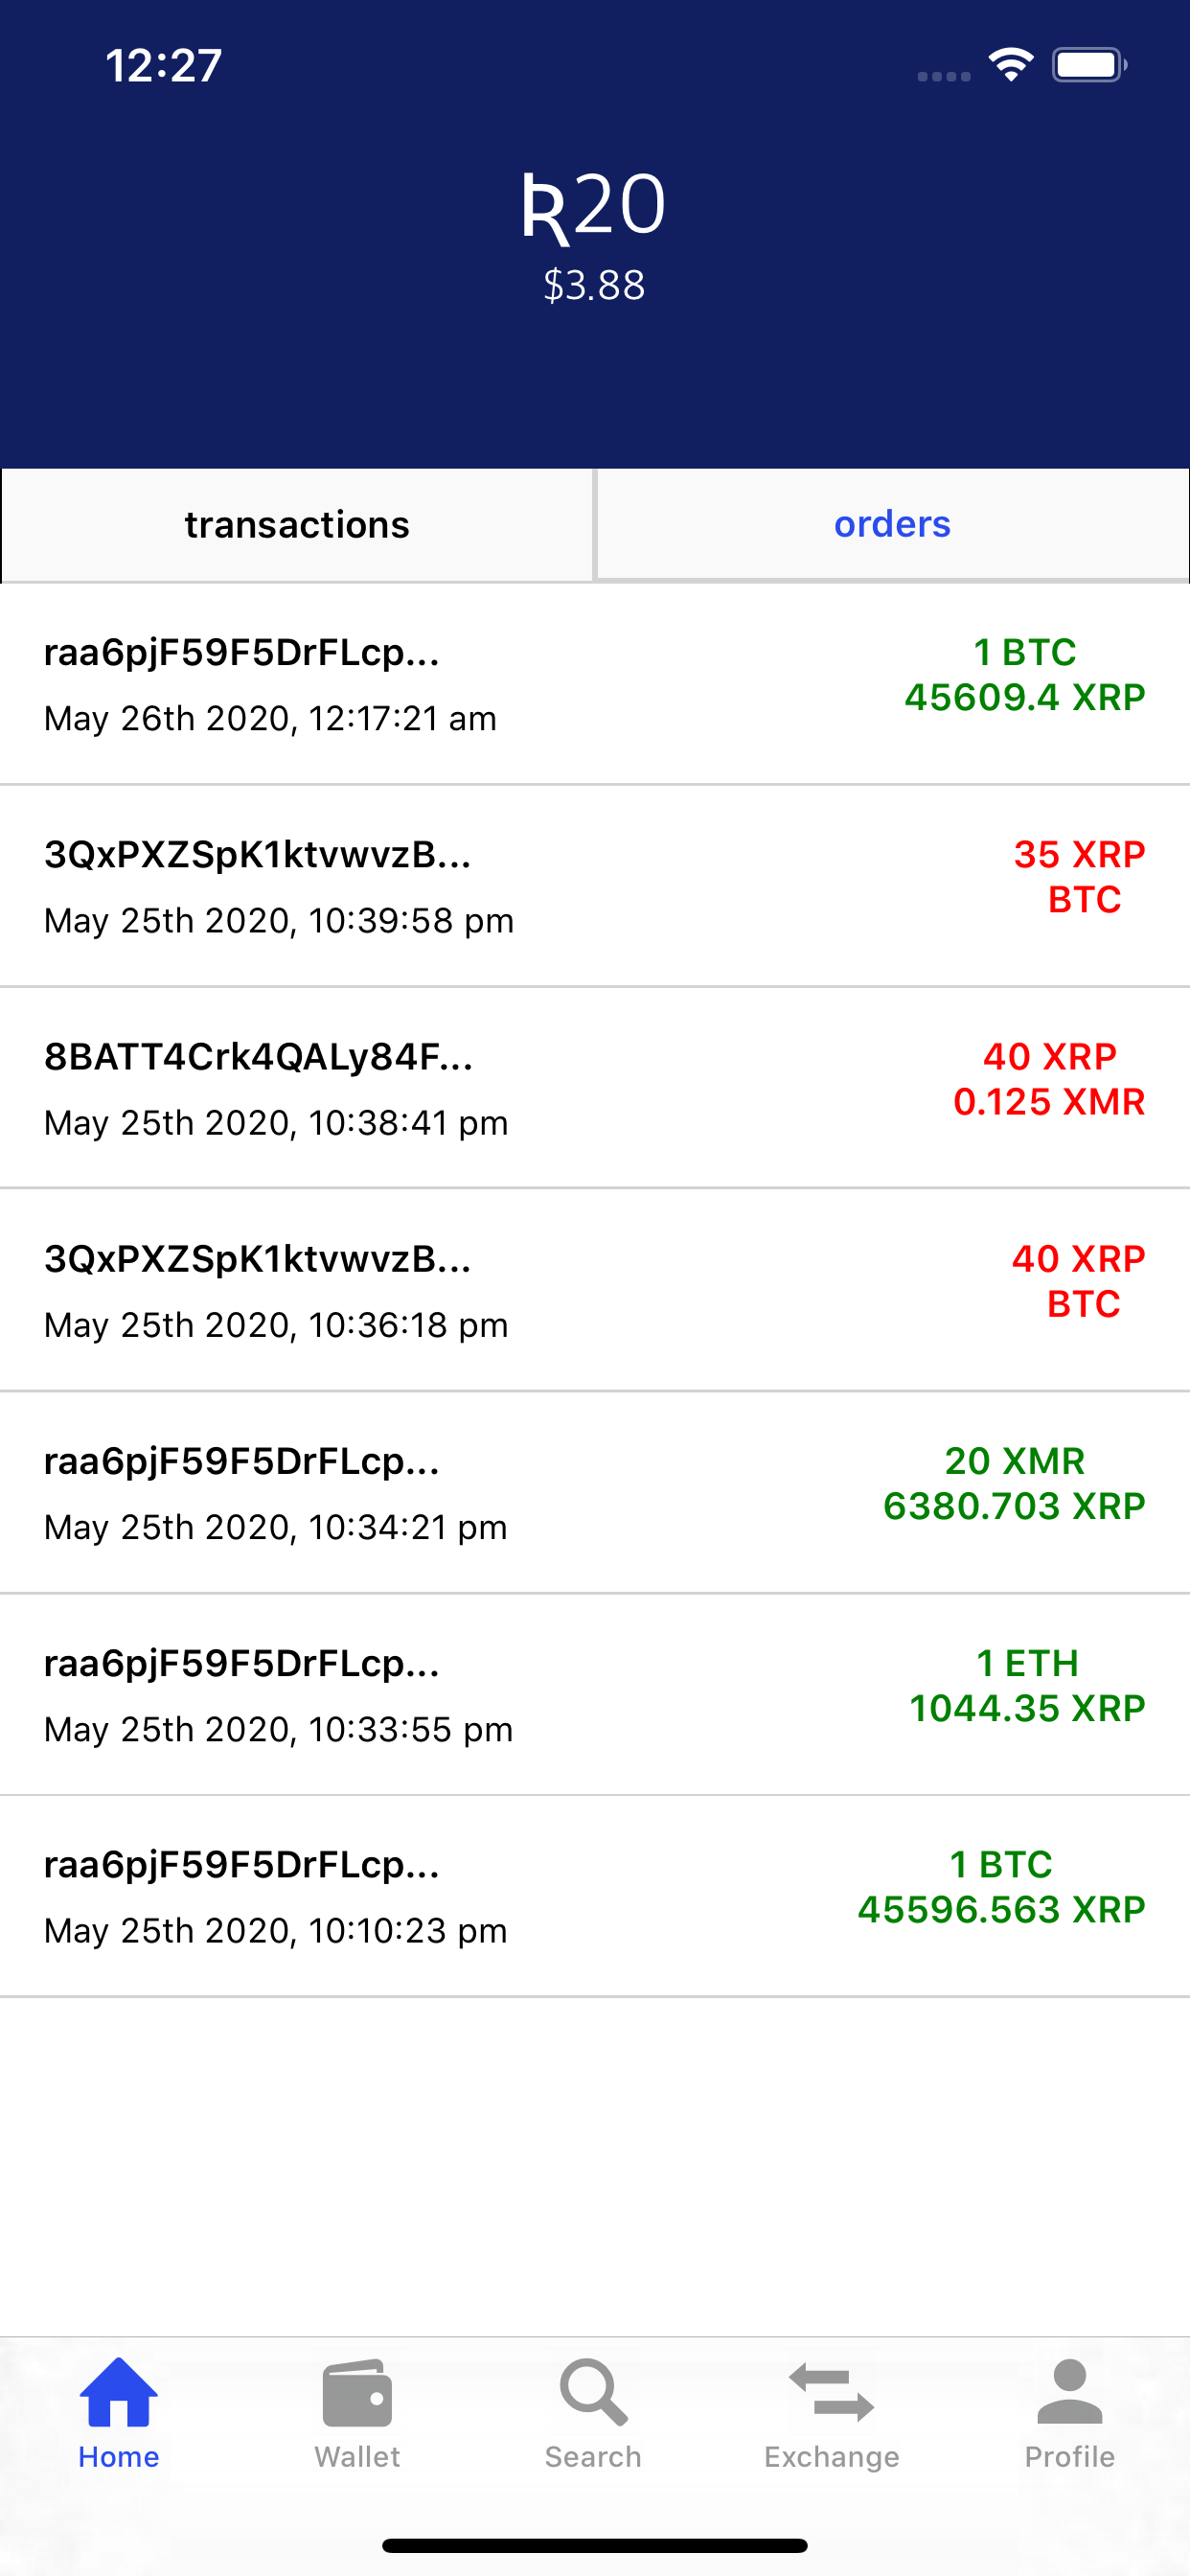 12:27
Ʀ20
$3.88
transactions
orders
raa6pjF59F5DrFLcp...
1 BTC
May 26th 2020, 12:17:21 am
45609.4 XRP
3QxPXZSpK1ktvwvzB...
35 XRP
May 25th 2020, 10:39:58 pm
BTC
8BATT4Crk4QALy84F...
40 XRP
May 25th 2020, 10:38:41 pm
0.125 XMR
3QxPXZSpK1ktvwvzB...
40 XRP
May 25th 2020, 10:36:18 pm
BTC
raa6pjF59F5DrFLcp...
20 XMR
May 25th 2020, 10:34:21 pm
6380.703 XRP
raa6pjF59F5DrFLcp...
1 ETH
May 25th 2020, 10:33:55 pm
1044.35 XRP
raa6pjF59F5DrFLcp...
1 BTC
May 25th 2020, 10:10:23 pm
45596.563 XRP
Home
Wallet
Search
Exchange
Profile